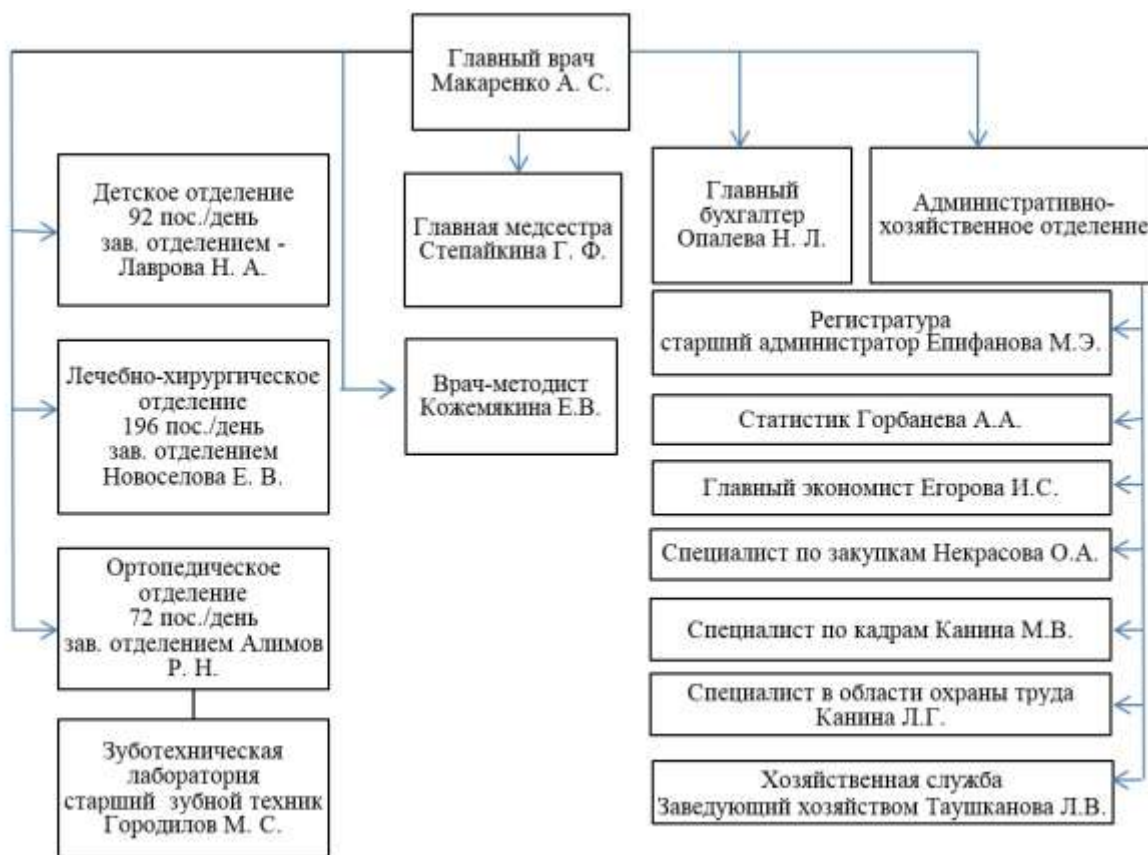 Главный врач
Макаренко А. С.
Детское отделение
92 пос./день
зав. отделением -
Лаврова Н. А.
Главная медсестра
Степайкина Г. Ф.
Главный
бухгалтер
Опалева Н. Л.
Административно-
хозяйственное отделение
Лечебно-хирургическое
отделение
196 пос./день
зав. отделением
Новоселова Е. В.
Врач-методист
Кожемякина Е.В.
Регистратура
старший администратор Епифанова М.Э.
Статистик Горбанева А.А.
Главный экономист Егорова И.С.
Специалист по закупкам Некрасова О.А.
Специалист по кадрам Канина М.В.
Специалист в области охраны труда
Канина Л.Г.
Хозяйственная служба
Заведующий хозяйством Таушканова Л.В.
Ортопедическое
отделение
72 пос./день
зав. отделением Алимов
Р. Н.
Зуботехническая
лаборатория
старший зубной техник
Городилов М. С.